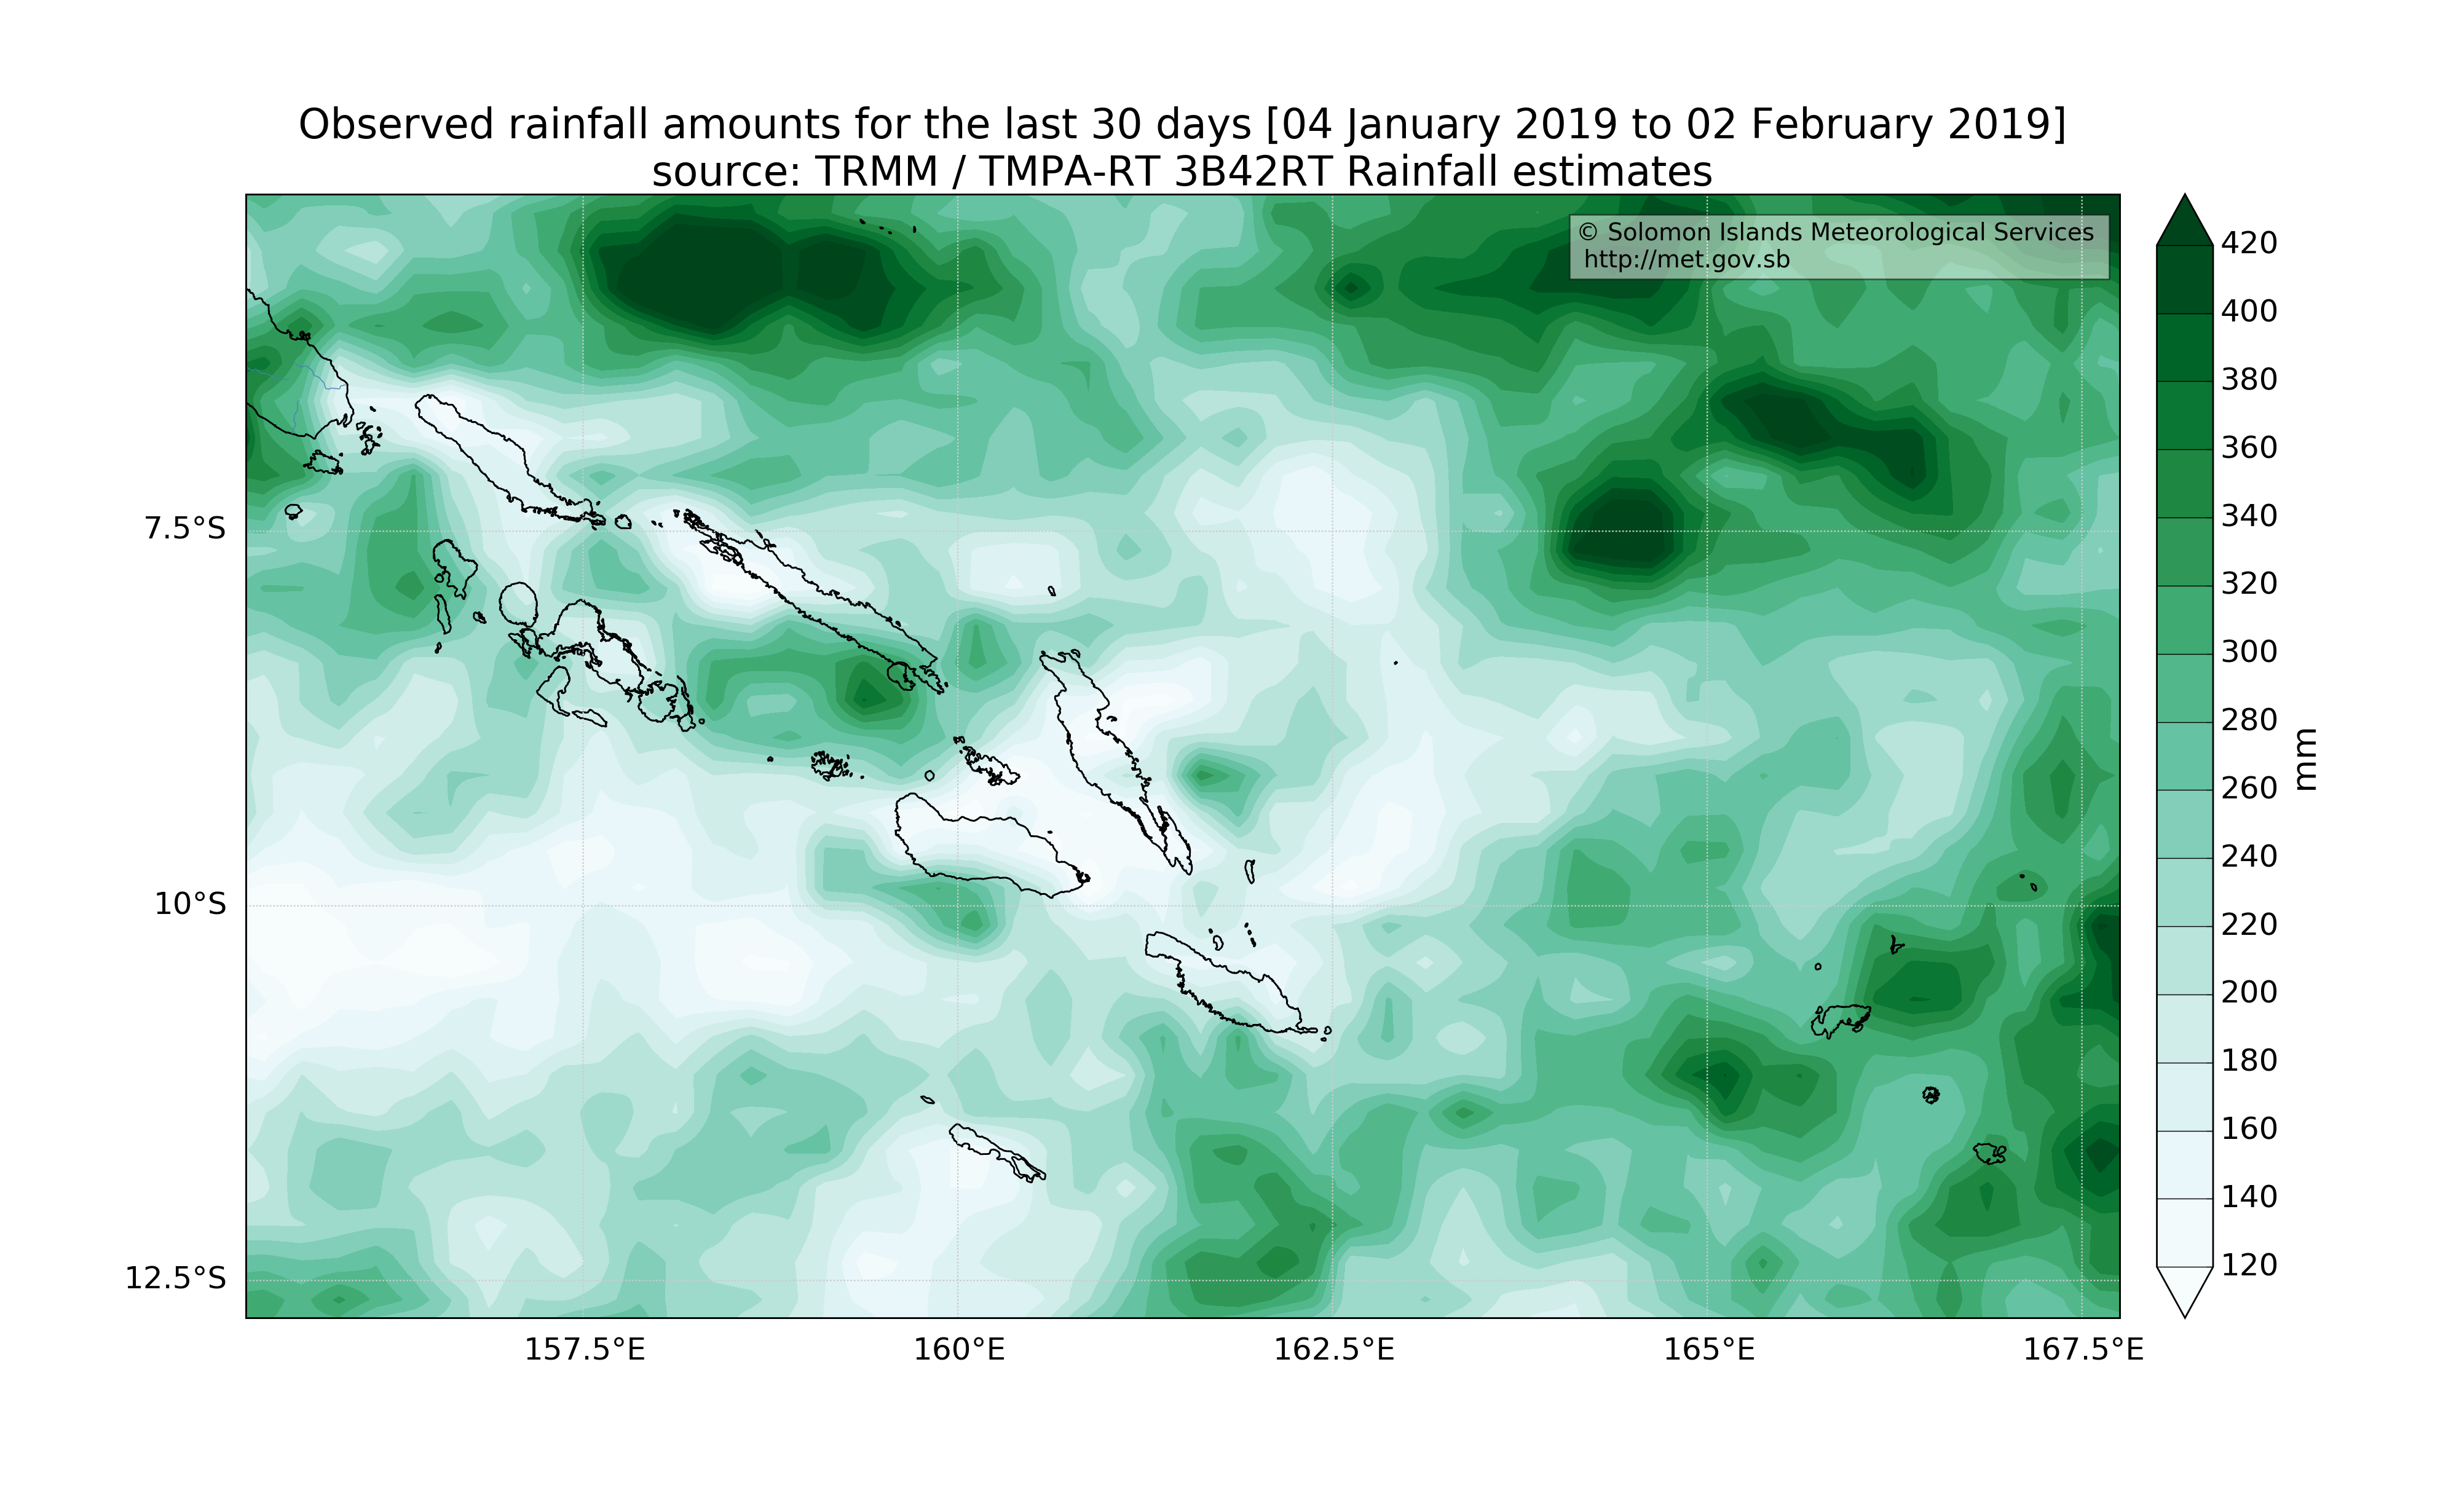 Observed rainfall amounts for the last 30 days [04 January 2019 to 02 February 2019]
source: TRMM / TMPA-RT 3B42RT Rainfall estimates
© Solomon Islands Meteorological Services
http://met.gov.sb
7.5°S
10°S
12.5°S
157.5°E
160°E
162.5°E
165°E
167.5°E
420
400
380
360
340
320
300
280
260
240
220
200
180
160
140
120
mm